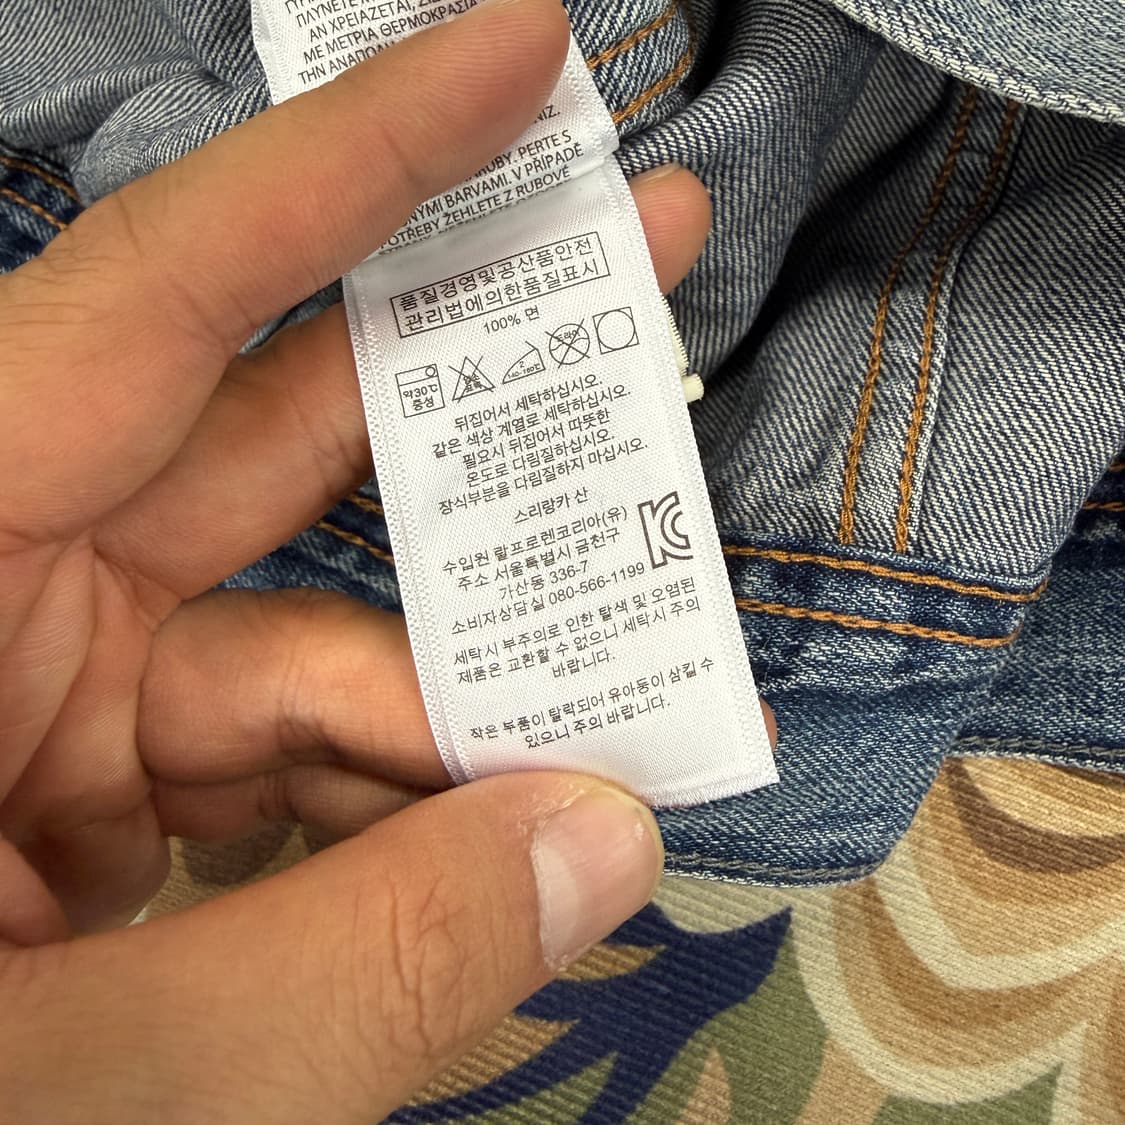 ΑΝ ΧΡΕΙΑΖΕΤΑΙ,
ΜΕ ΜΕΤΡΙΑ ΘΕΡΜΟΚΡΑΣΙΑ
ΤΗΝ
PERTE S
BARVAMI. V PŘÍPADĚ
POTŘEBY ŽEHLETE Z RUBOVÉ
품질경영및공산품안전
관리법에의한품질표시
100% 면
약30℃
중성
2
140-160℃
드라이
뒤집어서 세탁하십시오.
같은 색상 계열로 세탁하십시오.
필요시 뒤집어서 따뜻한
온도로 다림질하십시오.
장식부분을 다림질하지 마십시오.
스리랑카 산
수입원 랄프로렌코리아(유)
주소 서울특별시 금천구
가산동 336-7
소비자상담실 080-566-1199
세탁시 부주의로 인한 탈색 및 오염된
제품은 교환할 수 없으니 세탁시 주의
바랍니다.
작은 부품이 탈락되어 유아동이 삼킬 수
있으니 주의 바랍니다.